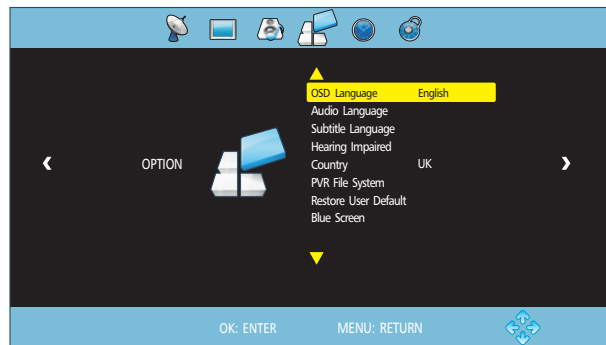 OPTION
OSD Language English
Audio Language
Subtitle Language
Hearing Impaired
Country UK
PVR File System
Restore User Default
Blue Screen
OK: ENTER MENU: RETURN